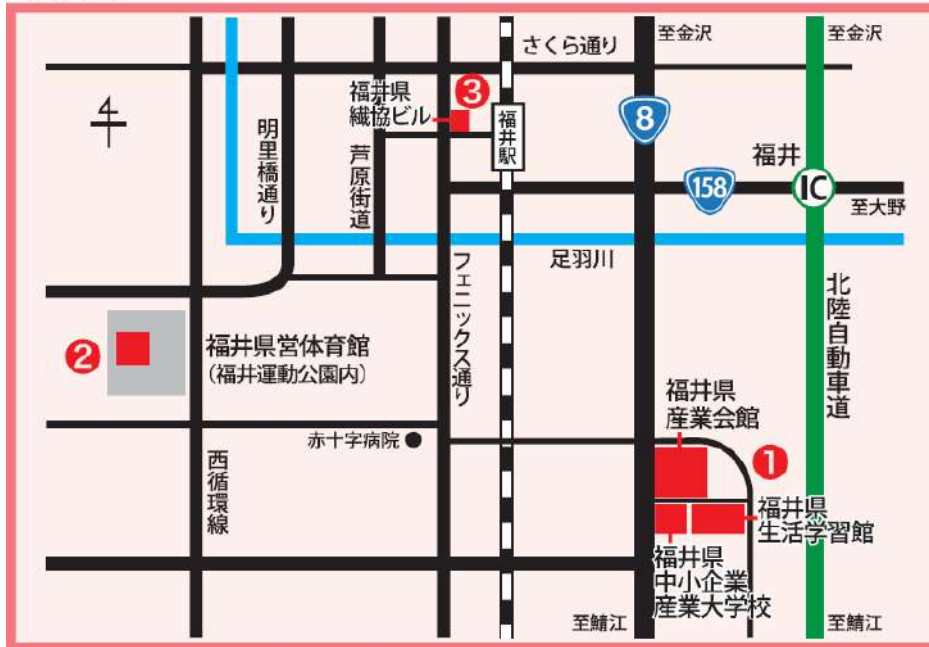 さくら通り
至金沢
至金沢
福井県
繊協ビル
❸
福井駅
8
明里橋通り
芦原街道
158
福井
IC
至大野
足羽川
フェニックス通り
北陸自動車道
❷
福井県営体育館
(福井運動公園内)
福井県
産業会館
❶
赤十字病院
西循環線
福井県
生活学習館
福井県
中小企業
産業大学校
至鯖江
至鯖江